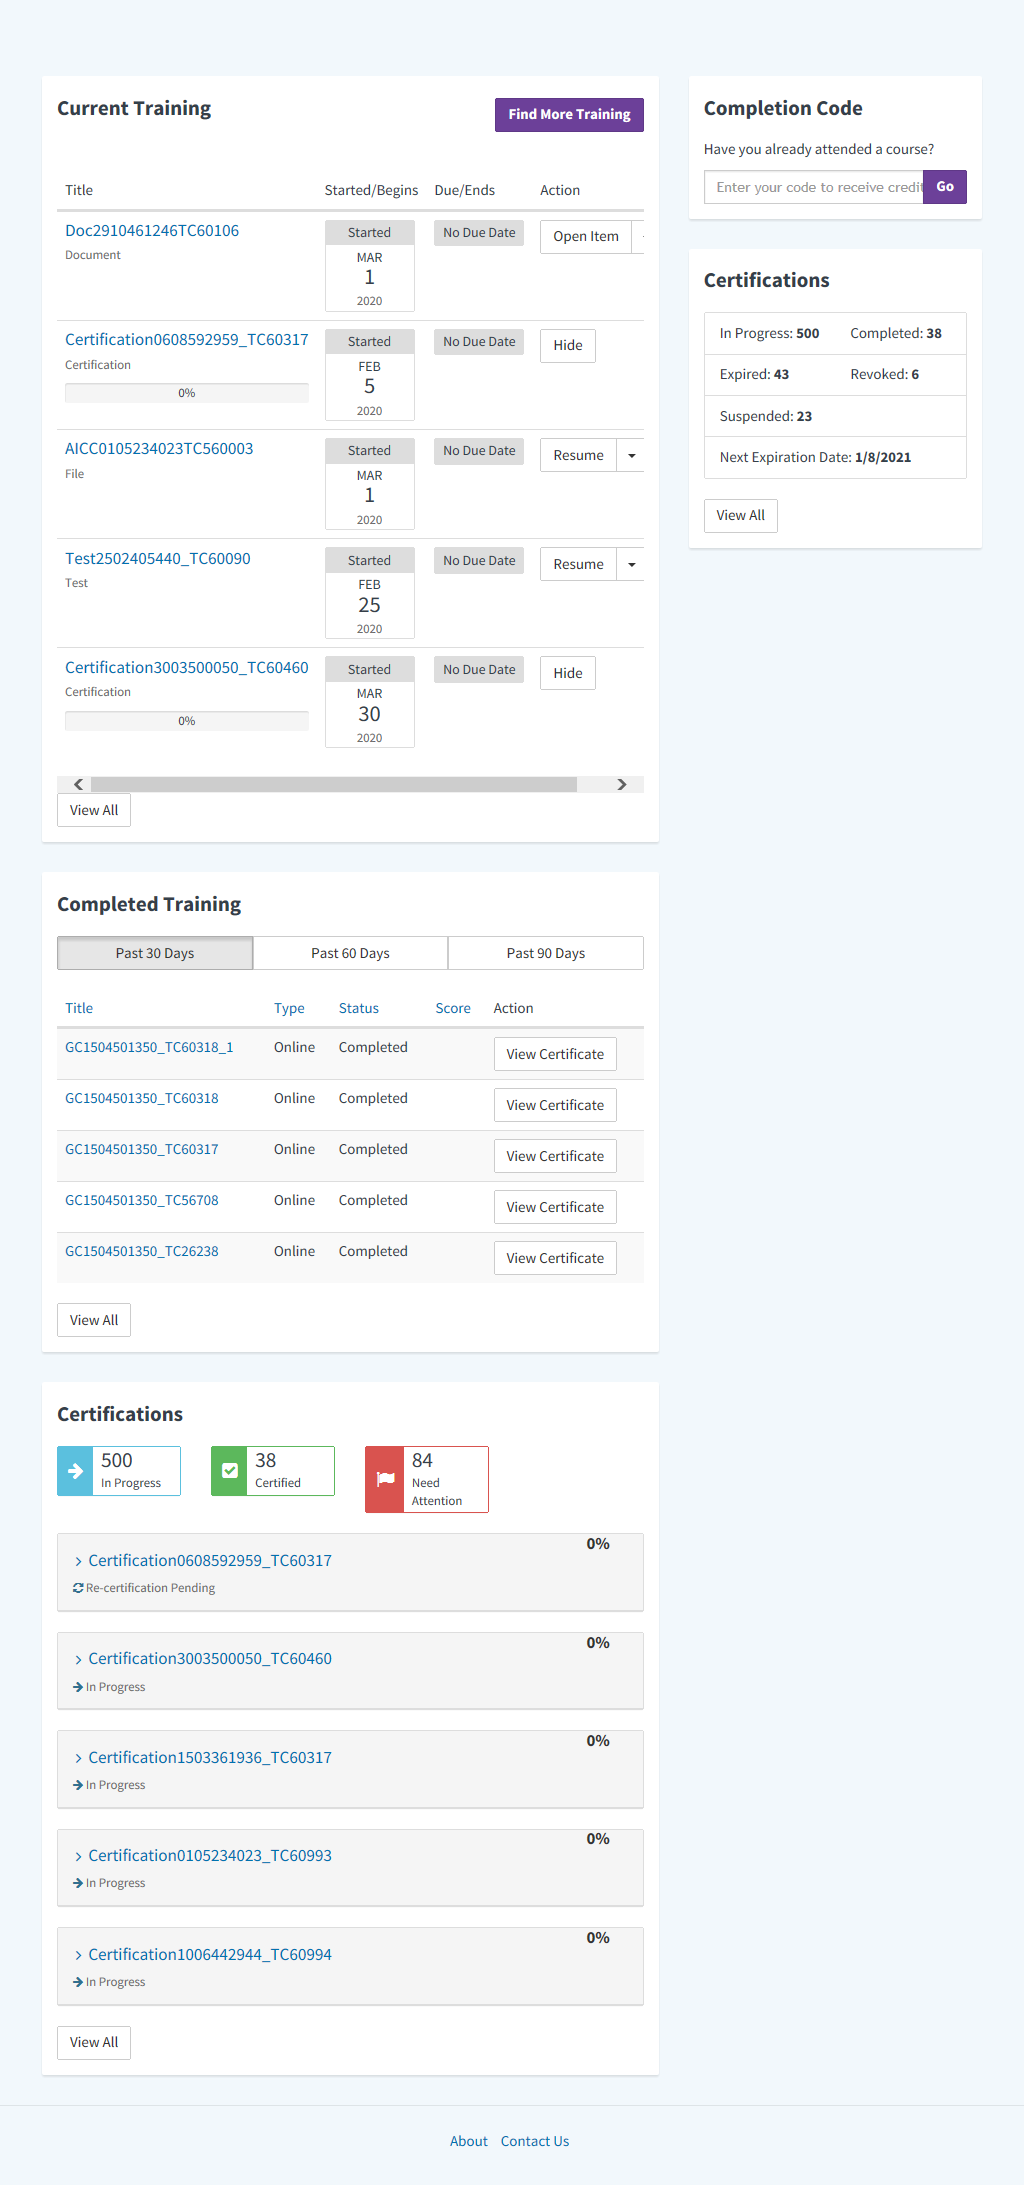 Current Training
Find More Training
Title Started/Begins Due/Ends Action
Doc2910461246TC60106
Document
Started
MAR
1
2020
No Due Date
Open Item
Certification0608592959_TC60317
Certification
0%
Started
FEB
5
2020
No Due Date
Hide
AICC0105234023TC560003
File
Started
MAR
1
2020
No Due Date
Resume
Test2502405440_TC60090
Test
Started
FEB
25
2020
No Due Date
Resume
Certification3003500050_TC60460
Certification
0%
Started
MAR
30
2020
No Due Date
Hide
View All
Completion Code
Have you already attended a course?
Enter your code to receive credit
Go
Certifications
In Progress: 500 Completed: 38
Expired: 43 Revoked: 6
Suspended: 23
Next Expiration Date: 1/8/2021
View All
Completed Training
Past 30 Days Past 60 Days Past 90 Days
Title Type Status Score Action
GC1504501350_TC60318_1 Online Completed View Certificate
GC1504501350_TC60318 Online Completed View Certificate
GC1504501350_TC60317 Online Completed View Certificate
GC1504501350_TC56708 Online Completed View Certificate
GC1504501350_TC26238 Online Completed View Certificate
View All
Certifications
500
In Progress
38
Certified
84
Need
Attention
Certification0608592959_TC60317 0%
Re-certification Pending
Certification3003500050_TC60460 0%
In Progress
Certification1503361936_TC60317 0%
In Progress
Certification0105234023_TC60993 0%
In Progress
Certification1006442944_TC60994 0%
In Progress
View All
About Contact Us